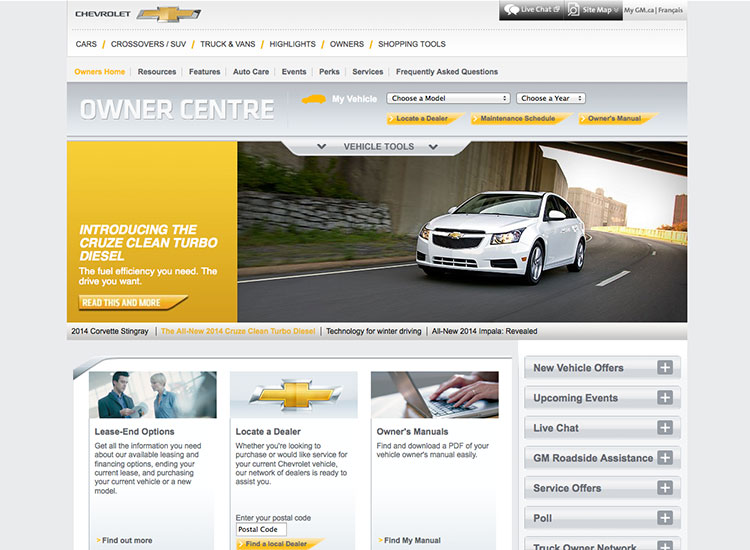 CHEVROLET
Live Chat
Site Map
My GM.ca | Français
CARS / CROSSOVERS / SUV / TRUCK & VANS / HIGHLIGHTS / OWNERS / SHOPPING TOOLS
Owners Home | Resources | Features | Auto Care | Events | Perks | Services | Frequently Asked Questions
OWNER CENTRE
My Vehicle
Choose a Model
Choose a Year
Locate a Dealer
Maintenance Schedule
Owner's Manual
VEHICLE TOOLS
INTRODUCING THE
CRUZE CLEAN TURBO
DIESEL
The fuel efficiency you need. The
drive you want.
READ THIS AND MORE
2014 Corvette Stingray | The All-New 2014 Cruze Clean Turbo Diesel | Technology for winter driving | All-New 2014 Impala: Revealed
Lease-End Options
Get all the information you need
about our available leasing and
financing options, ending your
current lease, and purchasing
your current vehicle or a new
model.
> Find out more
Locate a Dealer
Whether you're looking to
purchase or would like service for
your current Chevrolet vehicle,
our network of dealers is ready to
assist you.
Enter your postal code
Postal Code
> Find a local Dealer
Owner's Manuals
Find and download a PDF of your
vehicle owner's manual easily.
> Find My Manual
New Vehicle Offers
Upcoming Events
Live Chat
GM Roadside Assistance
Service Offers
Poll
Truck Owner Network